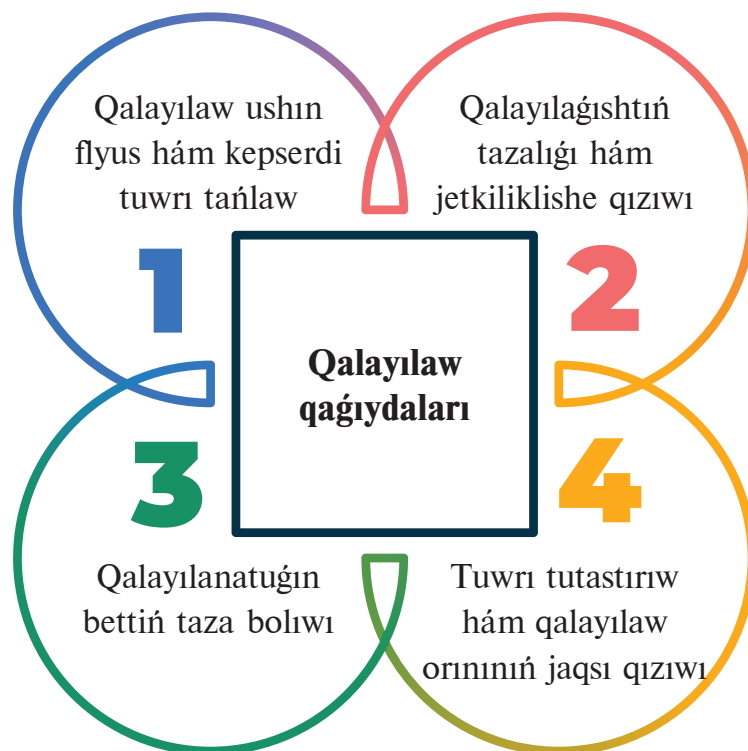 Qalayılaw ushın
flyus hám kepserdi
tuwrı tańlaw
1
Qalayılaǵıshtıń
tazalıǵı hám
jetkiliklishe qızıwı
2
Qalayılaw
qaǵıydaları
3
Qalayılanatuǵın
bettiń taza bolıwı
4
Tuwrı tutastırıw
hám qalayılaw
orınınıń jaqsı qızıwı